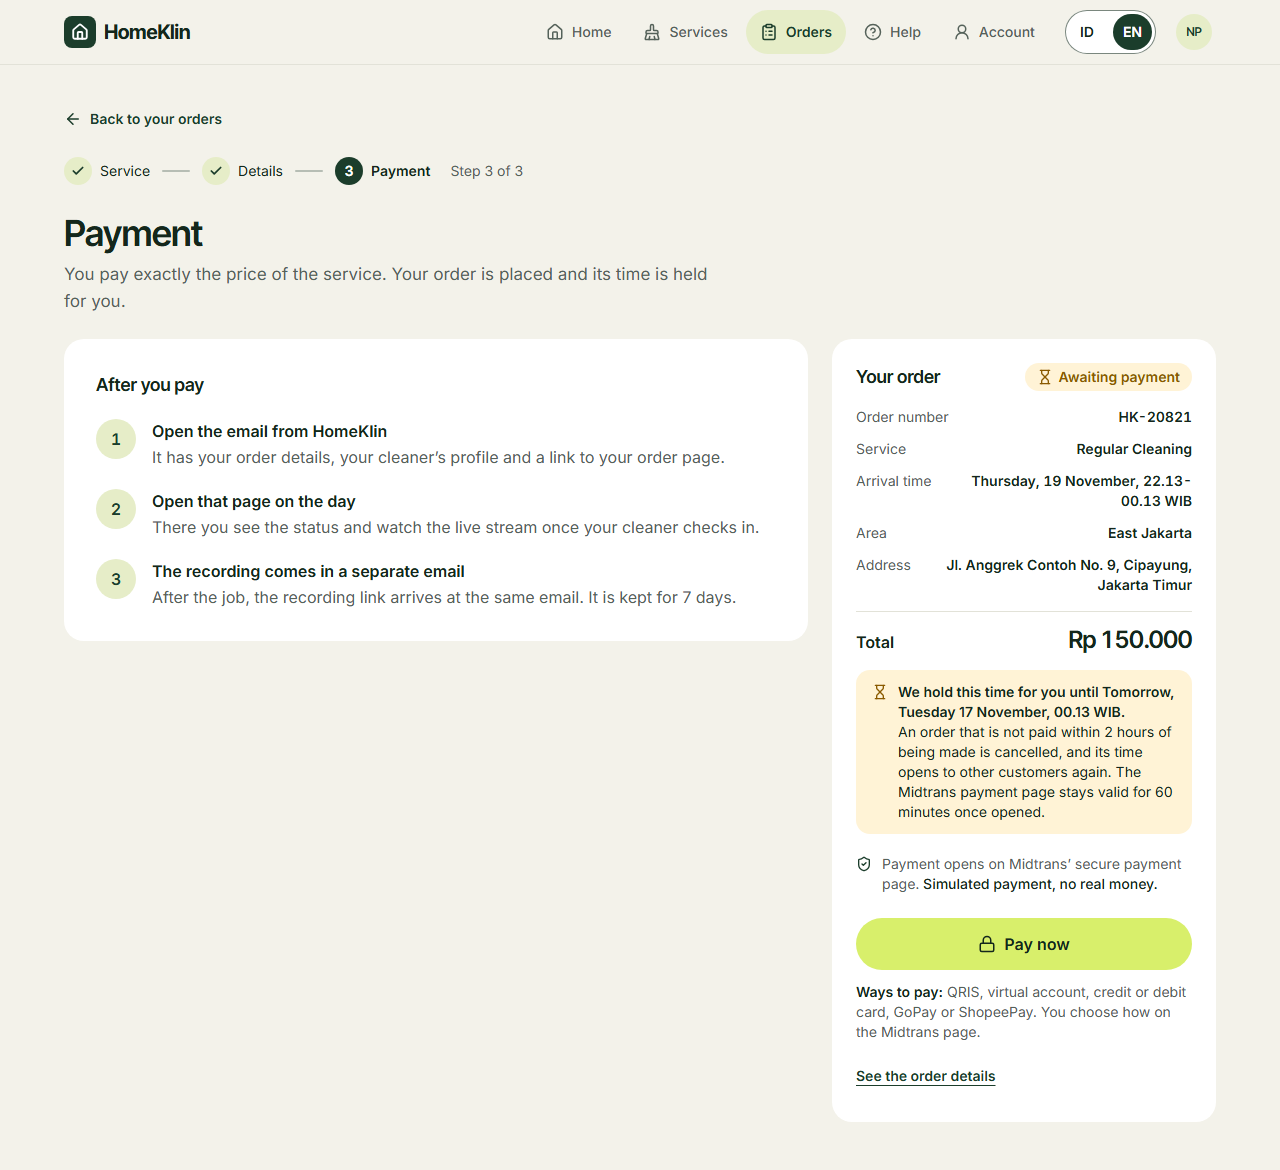 HomeKlin
Home
Services
Orders
Help
Account
ID
EN
NP
Back to your orders
Service
Details
3
Payment
Step 3 of 3
Payment
You pay exactly the price of the service. Your order is placed and its time is held
for you.
After you pay
1
Open the email from HomeKlin
It has your order details, your cleaner’s profile and a link to your order page.
2
Open that page on the day
There you see the status and watch the live stream once your cleaner checks in.
3
The recording comes in a separate email
After the job, the recording link arrives at the same email. It is kept for 7 days.
Your order
Awaiting payment
Order number
HK-20821
Service
Regular Cleaning
Arrival time
Thursday, 19 November, 22.13-
00.13 WIB
Area
East Jakarta
Address
Jl. Anggrek Contoh No. 9, Cipayung,
Jakarta Timur
Total
Rp 150.000
We hold this time for you until Tomorrow,
Tuesday 17 November, 00.13 WIB.
An order that is not paid within 2 hours of
being made is cancelled, and its time
opens to other customers again. The
Midtrans payment page stays valid for 60
minutes once opened.
Payment opens on Midtrans’ secure payment
page. Simulated payment, no real money.
Pay now
Ways to pay: QRIS, virtual account, credit or debit
card, GoPay or ShopeePay. You choose how on
the Midtrans page.
See the order details